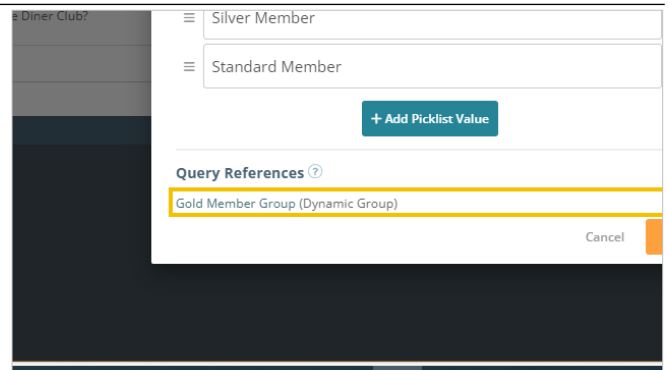 e Diner Club?
Silver Member
Standard Member
+ Add Picklist Value
Query References ?
Gold Member Group (Dynamic Group)
Cancel